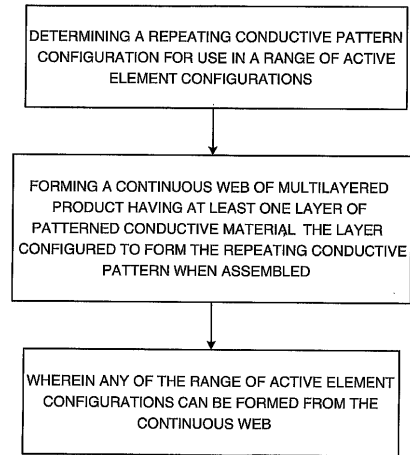 DETERMINING A REPEATING CONDUCTIVE PATTERN
CONFIGURATION FOR USE IN A RANGE OF ACTIVE
ELEMENT CONFIGURATIONS
FORMING A CONTINUOUS WEB OF MULTILAYERED
PRODUCT HAVING AT LEAST ONE LAYER OF
PATTERNED CONDUCTIVE MATERIAL THE LAYER
CONFIGURED TO FORM THE REPEATING CONDUCTIVE
PATTERN WHEN ASSEMBLED
WHEREIN ANY OF THE RANGE OF ACTIVE ELEMENT
CONFIGURATIONS CAN BE FORMED FROM THE
CONTINUOUS WEB